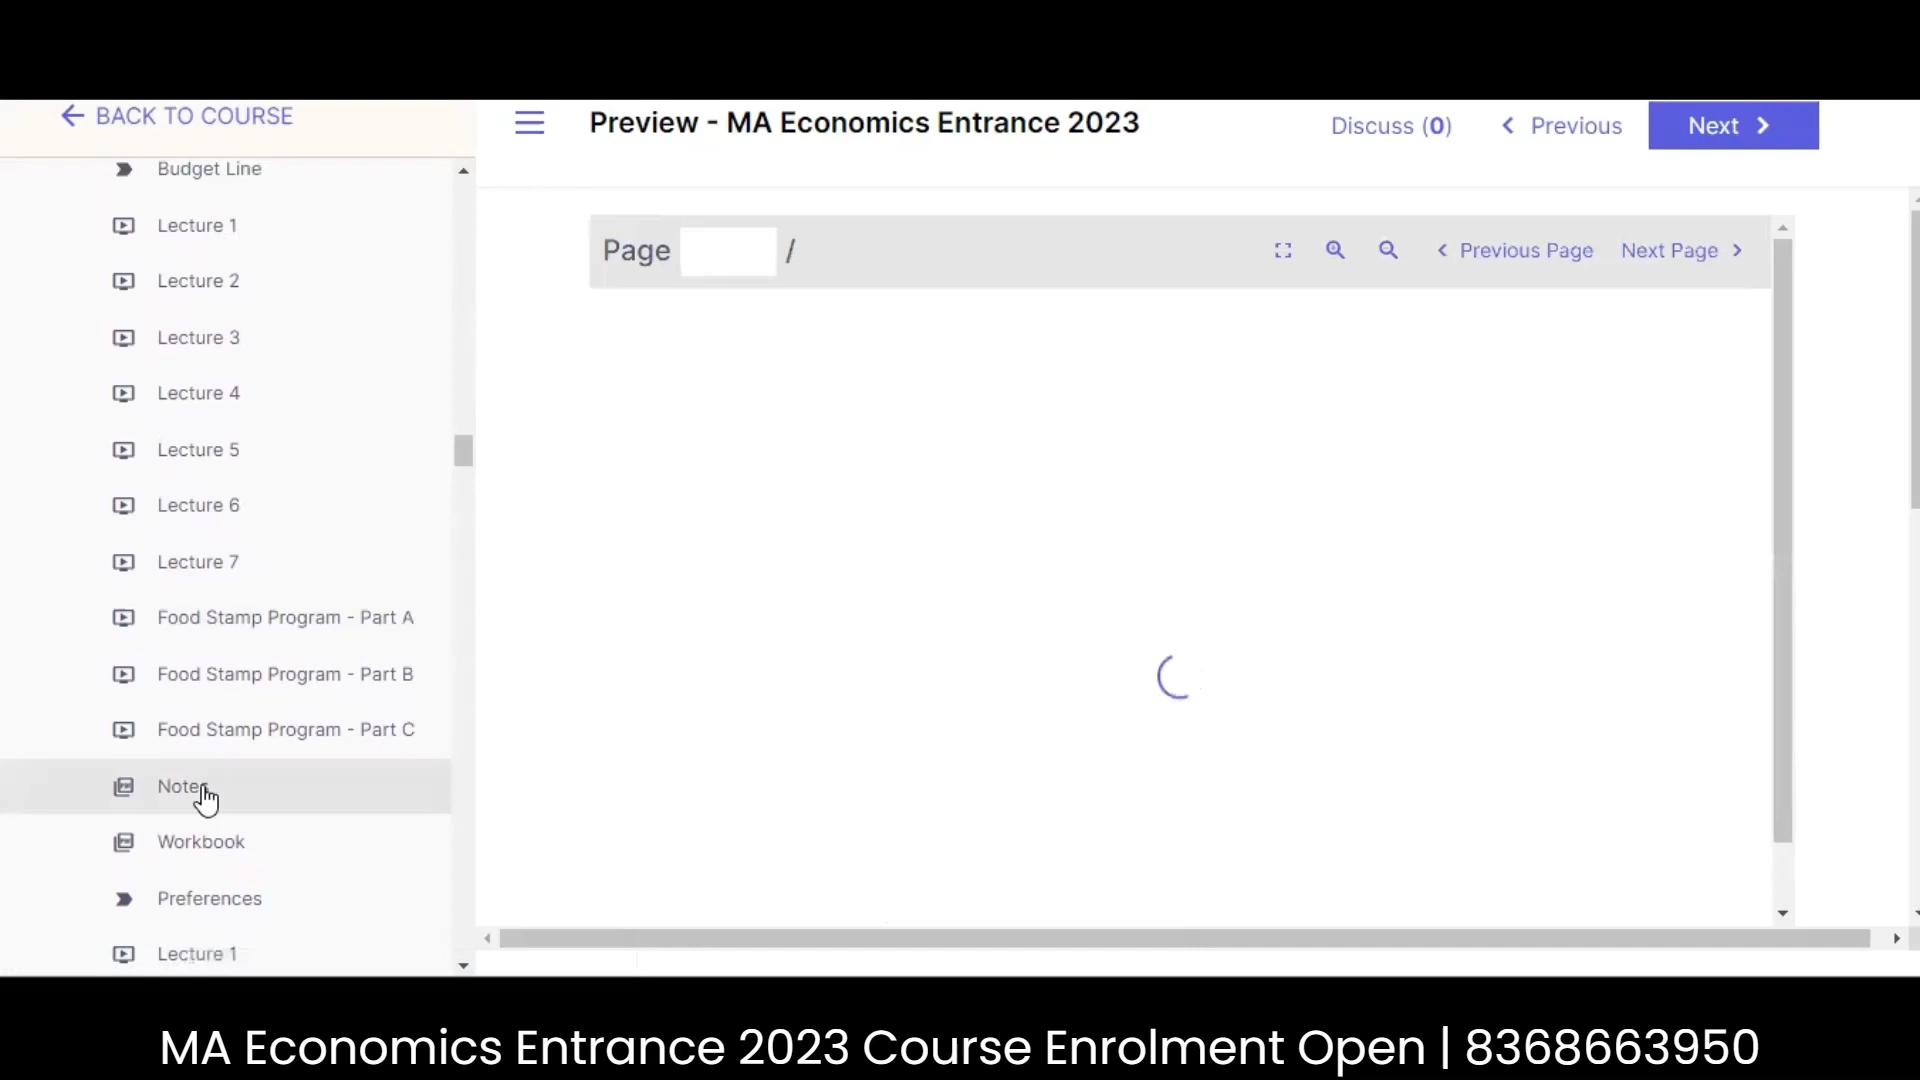 BACK TO COURSE
Preview - MA Economics Entrance 2023
Discuss (0)
Previous
Next
Budget Line
Lecture 1
Lecture 2
Lecture 3
Lecture 4
Lecture 5
Lecture 6
Lecture 7
Food Stamp Program - Part A
Food Stamp Program - Part B
Food Stamp Program - Part C
Notes
Workbook
Preferences
Lecture 1
Page /
Previous Page
Next Page
MA Economics Entrance 2023 Course Enrolment Open | 8368663950